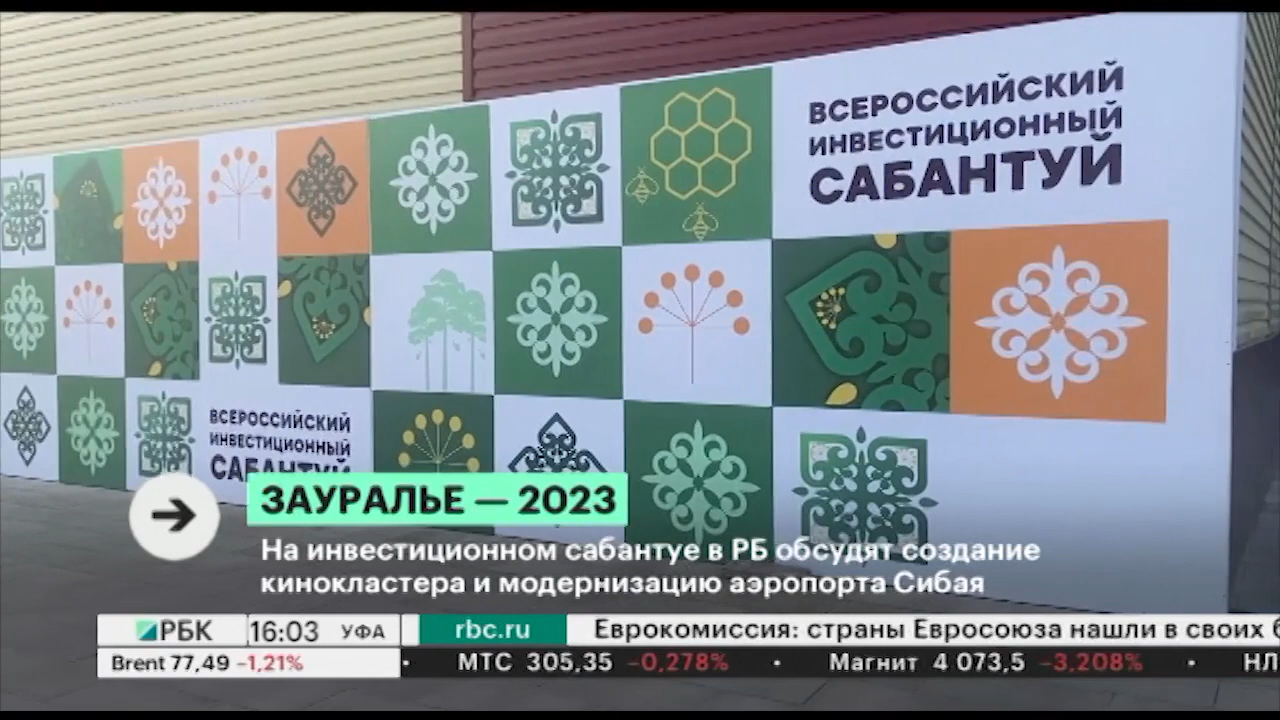 ВСЕРОССИЙСКИЙ
ИНВЕСТИЦИОННЫЙ
САБАНТУЙ
ВСЕРОССИЙСКИЙ
ИНВЕСТИЦИОННЫЙ
САБАНТУЙ
ЗАУРАЛЬЕ — 2023
На инвестиционном сабантуе в РБ обсудят создание
кинокластера и модернизацию аэропорта Сибая
РБК 16:03 УФА rbc.ru Еврокомиссия: страны Евросоюза нашли в своих
Brent 77,49 -1,21% • МТС 305,35 -0,278% • Магнит 4 073,5 -3,208% • НЛ